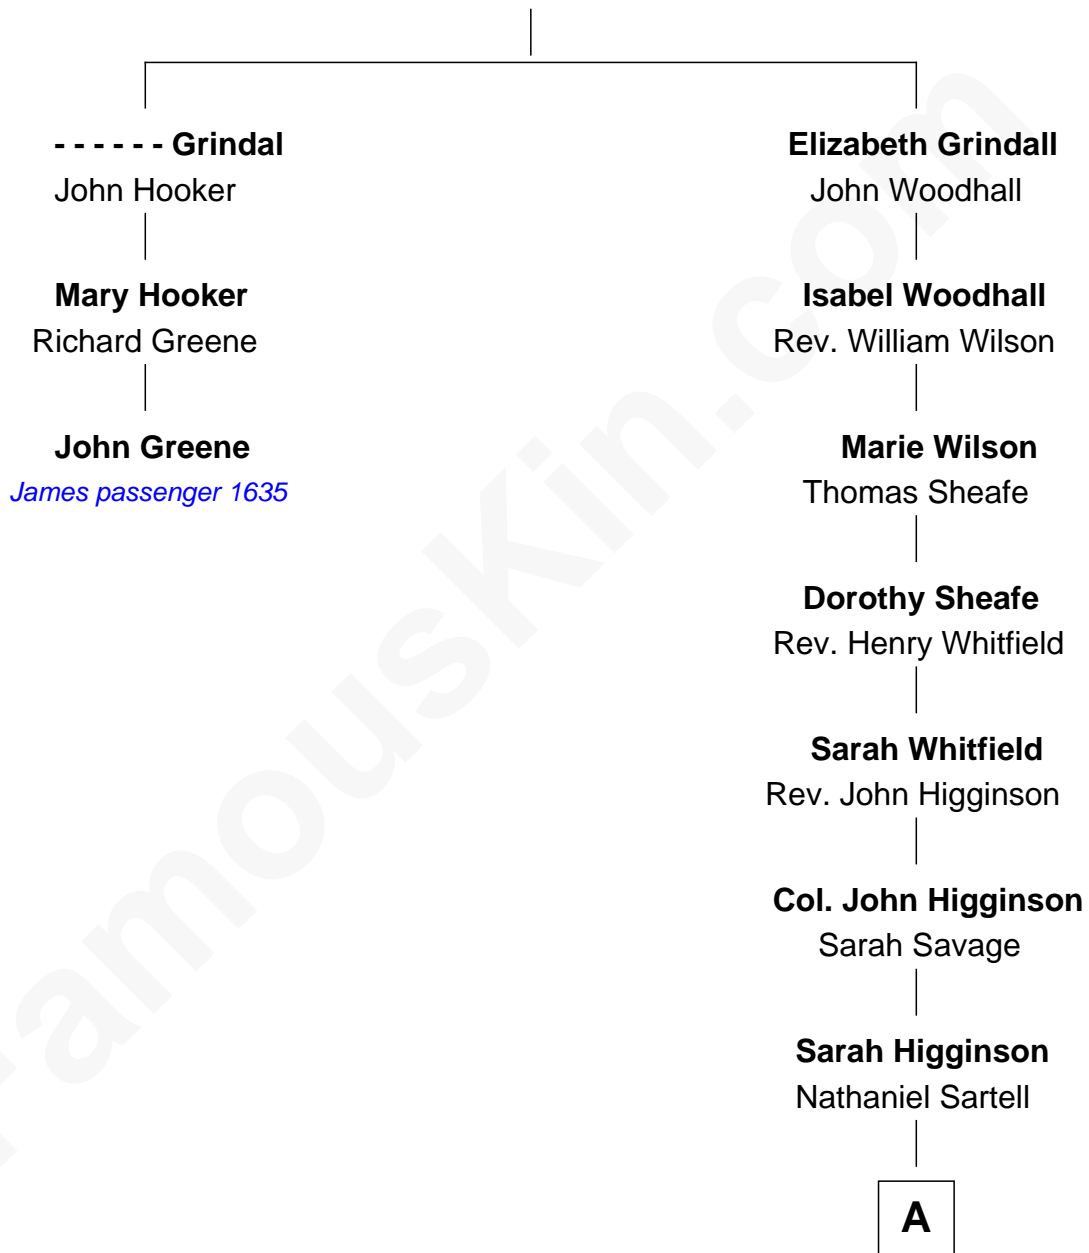 - - - - - - Grindal
John Hooker
Mary Hooker
Richard Greene
John Greene
James passenger 1635
Elizabeth Grindall
John Woodhall
Isabel Woodhall
Rev. William Wilson
Marie Wilson
Thomas Sheafe
Dorothy Sheafe
Rev. Henry Whitfield
Sarah Whitfield
Rev. John Higginson
Col. John Higginson
Sarah Savage
Sarah Higginson
Nathaniel Sartell
A
FamousKin.com